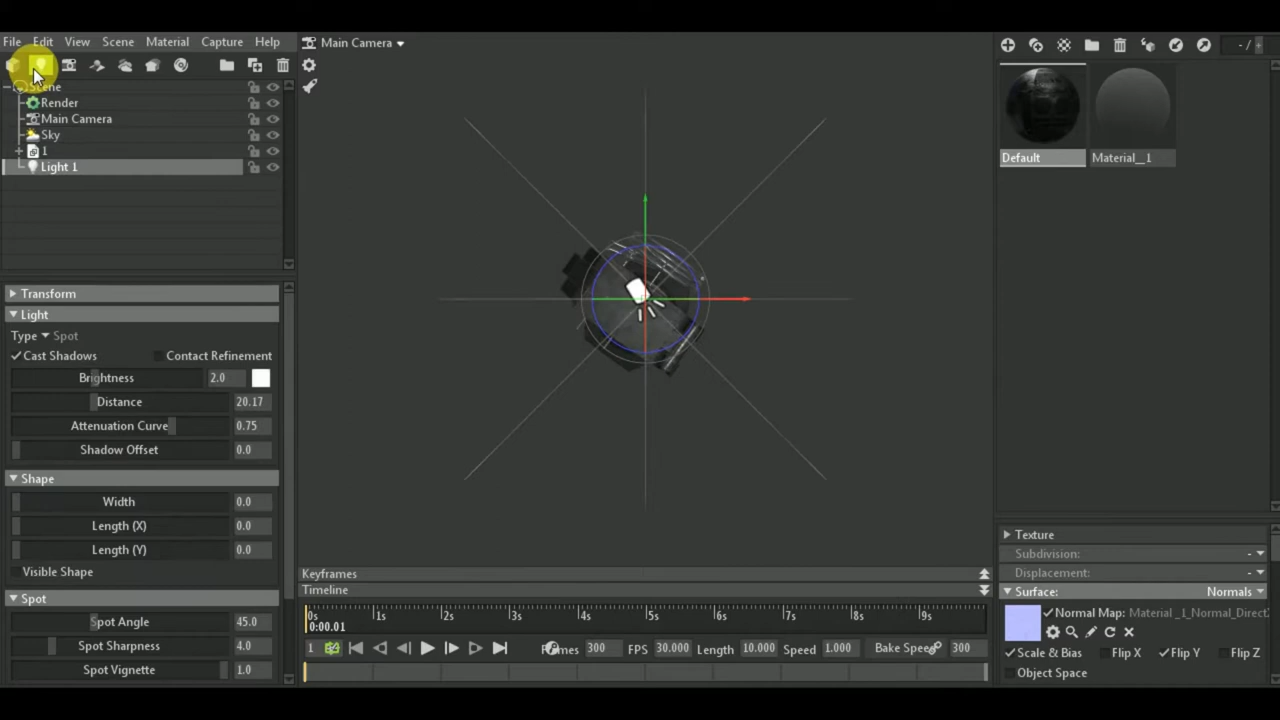 File Edit View Scene Material Capture Help
Main Camera
- / +
Scene
Render
Main Camera
Sky
1
Light 1
Default
Material__1
Transform
Light
Type Spot
Cast Shadows Contact Refinement
Brightness 2.0
Distance 20.17
Attenuation Curve 0.75
Shadow Offset 0.0
Shape
Width 0.0
Length (X) 0.0
Length (Y) 0.0
Visible Shape
Spot
Spot Angle 45.0
Spot Sharpness 4.0
Spot Vignette 1.0
Keyframes
Timeline
0s 1s 2s 3s 4s 5s 6s 7s 8s 9s
0:00.01
1 Frames 300 FPS 30.000 Length 10.000 Speed 1.000 Bake Speed 300
Texture
Subdivision: -
Displacement: -
Surface: Normals
Normal Map: Material _1_Normal_Direct
Scale & Bias Flip X Flip Y Flip Z
Object Space